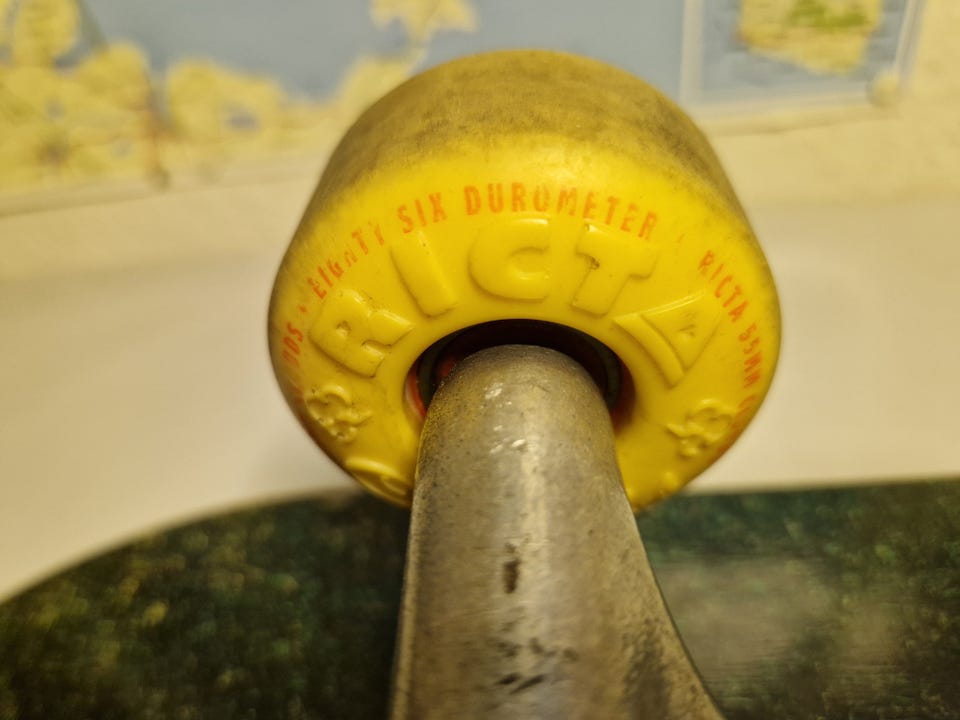 EIGHTY SIX DUROMETER
RICTA 55MM
RICTA